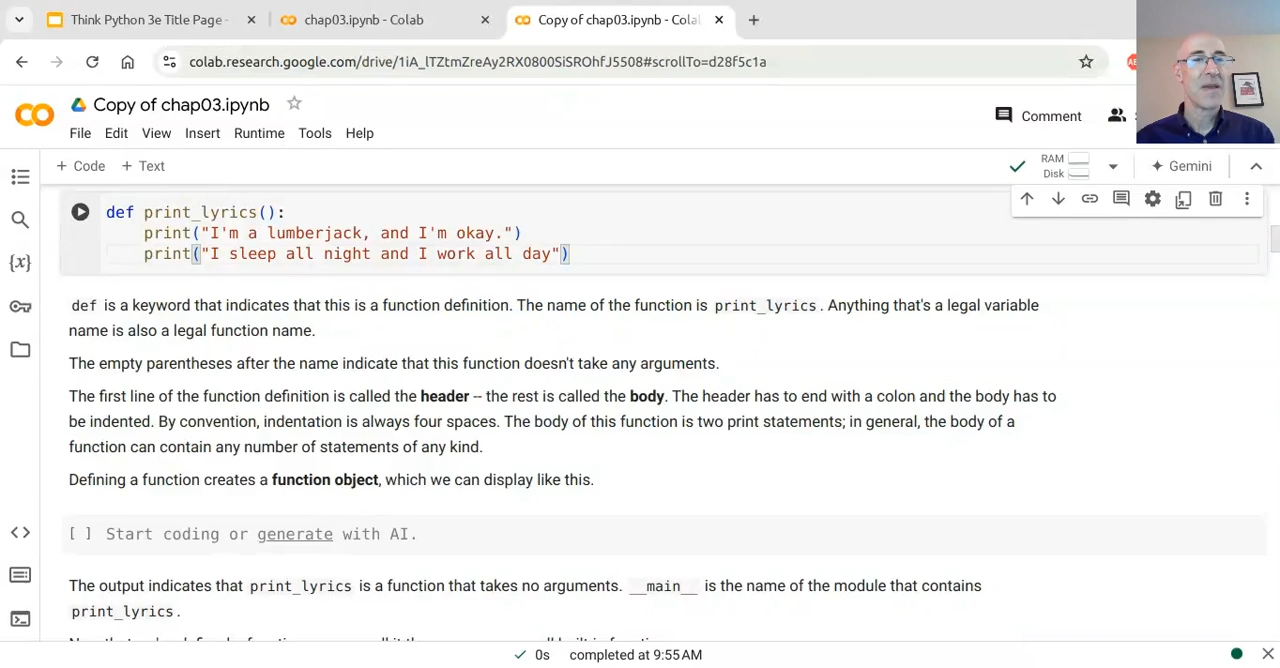 Think Python 3e Title Page -
chap03.ipynb - Colab
Copy of chap03.ipynb - Cola
colab.research.google.com/drive/1iA_lTZtmZreAy2RX0800SiSROhfJ5508#scrollTo=d28f5c1a
Copy of chap03.ipynb
File Edit View Insert Runtime Tools Help
Comment
+ Code + Text
RAM
Disk
Gemini
def print_lyrics():
    print("I'm a lumberjack, and I'm okay.")
    print("I sleep all night and I work all day")
def is a keyword that indicates that this is a function definition. The name of the function is print_lyrics. Anything that's a legal variable
name is also a legal function name.
The empty parentheses after the name indicate that this function doesn't take any arguments.
The first line of the function definition is called the header -- the rest is called the body. The header has to end with a colon and the body has to
be indented. By convention, indentation is always four spaces. The body of this function is two print statements; in general, the body of a
function can contain any number of statements of any kind.
Defining a function creates a function object, which we can display like this.
[ ] Start coding or generate with AI.
The output indicates that print_lyrics is a function that takes no arguments. __main__ is the name of the module that contains
print_lyrics.
0s completed at 9:55 AM